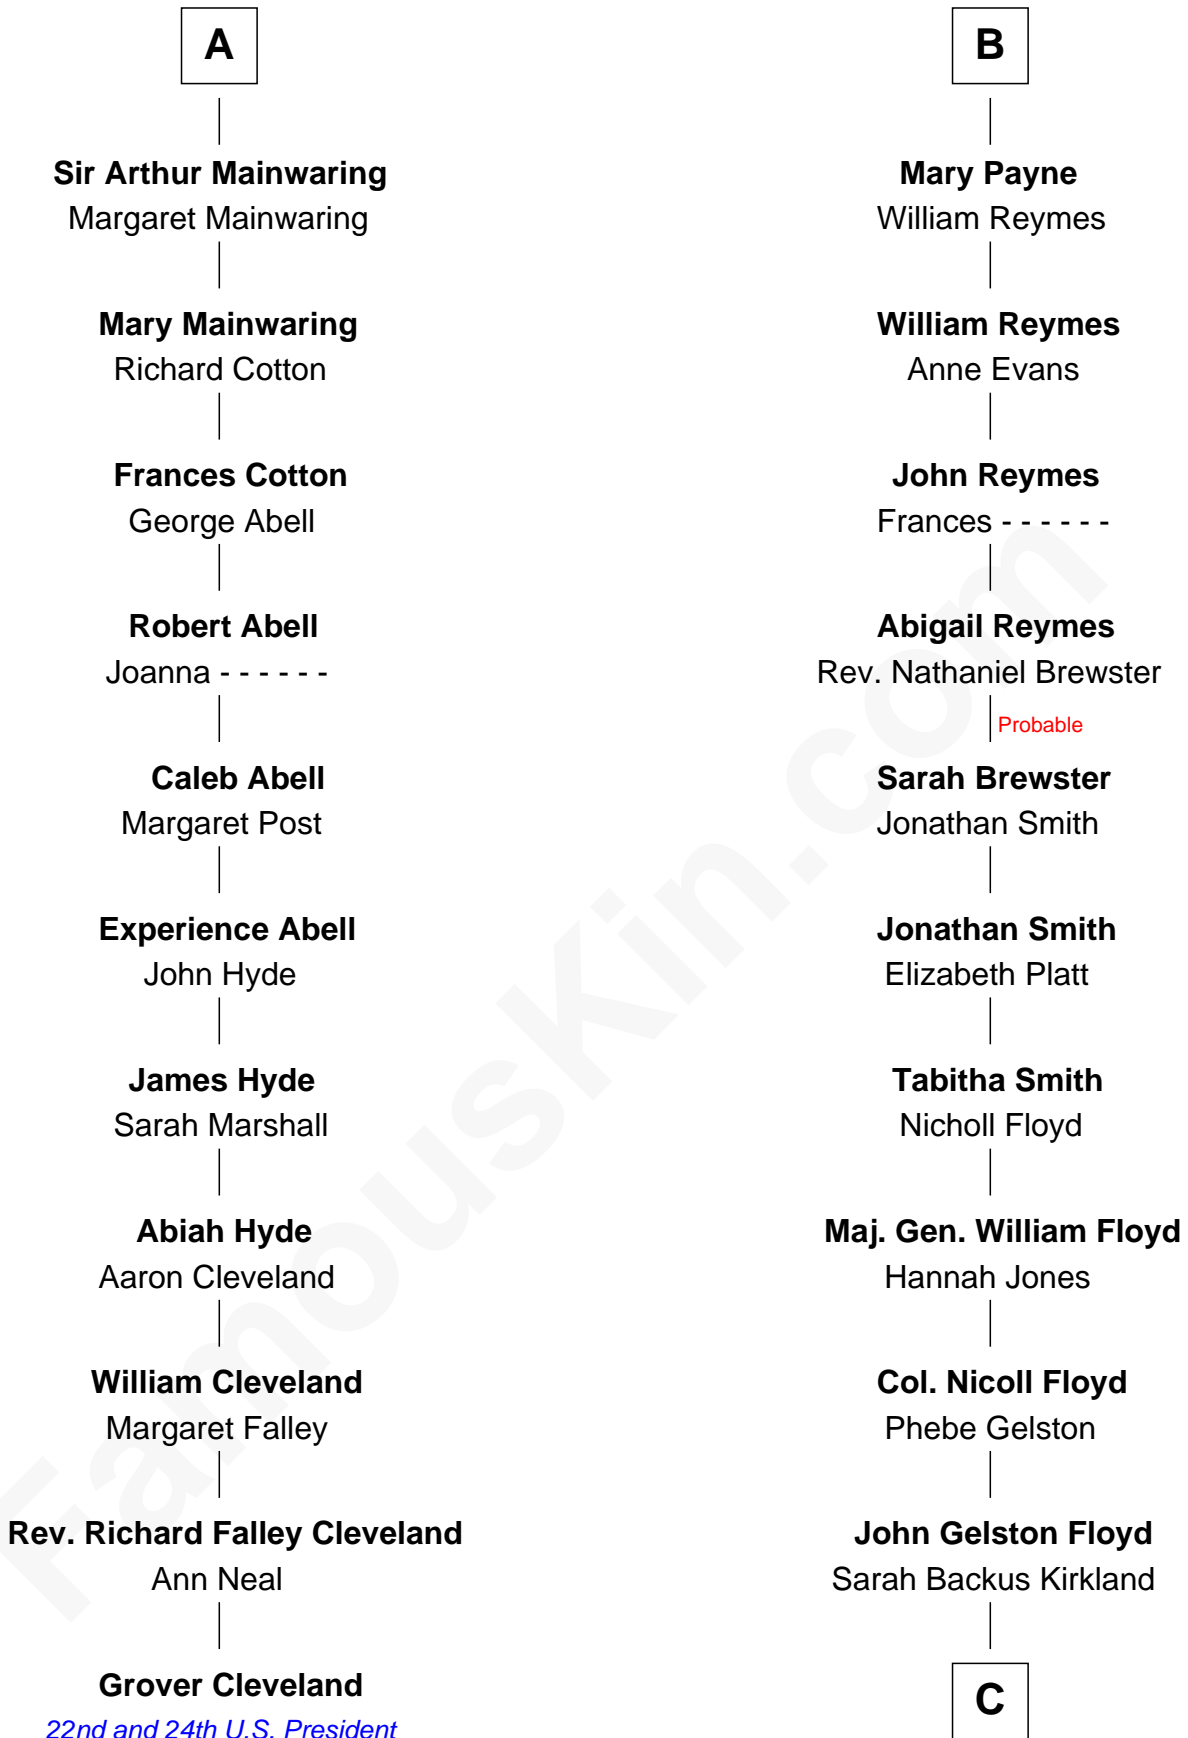 A
Sir Arthur Mainwaring
Margaret Mainwaring
Mary Mainwaring
Richard Cotton
Frances Cotton
George Abell
Robert Abell
Joanna - - - - - -
Caleb Abell
Margaret Post
Experience Abell
John Hyde
James Hyde
Sarah Marshall
Abiah Hyde
Aaron Cleveland
William Cleveland
Margaret Falley
Rev. Richard Falley Cleveland
Ann Neal
Grover Cleveland
22nd and 24th U.S. President
B
Mary Payne
William Reymes
William Reymes
Anne Evans
John Reymes
Frances - - - - - -
Abigail Reymes
Rev. Nathaniel Brewster
Probable
Sarah Brewster
Jonathan Smith
Jonathan Smith
Elizabeth Platt
Tabitha Smith
Nicholl Floyd
Maj. Gen. William Floyd
Hannah Jones
Col. Nicoll Floyd
Phebe Gelston
John Gelston Floyd
Sarah Backus Kirkland
C
FamousKin.com